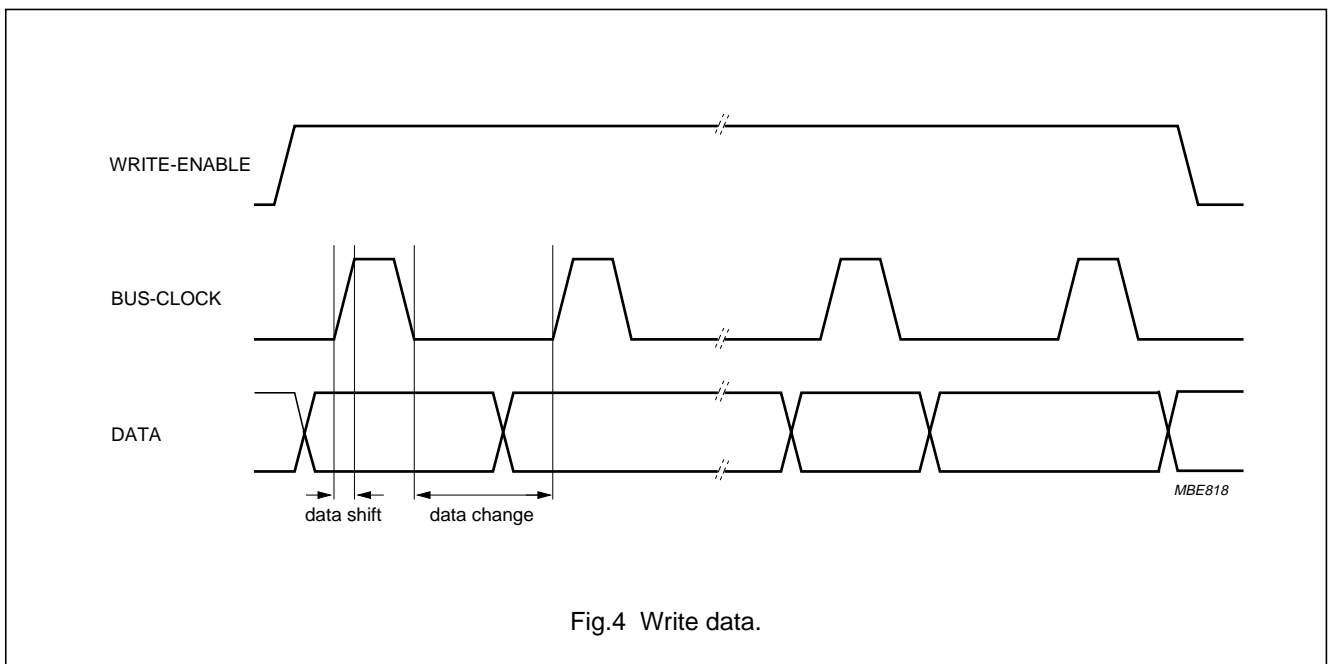 WRITE-ENABLE
BUS-CLOCK
DATA
MBE818
data shift
data change
Fig.4 Write data.